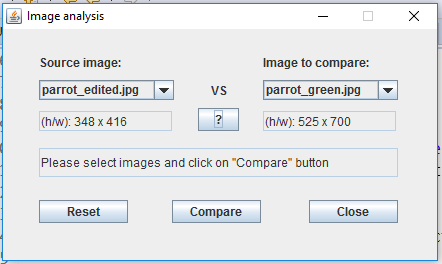 Image analysis
Source image:
Image to compare:
parrot_edited.jpg
VS
parrot_green.jpg
(h/w): 348 x 416
?
(h/w): 525 x 700
Please select images and click on "Compare" button
Reset
Compare
Close